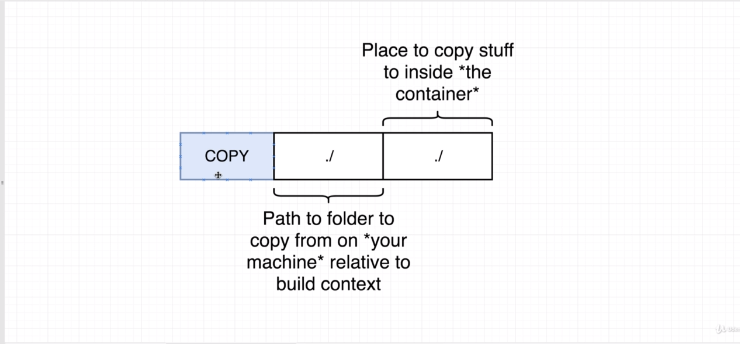 Place to copy stuff
to inside *the
container*
COPY ./ ./
Path to folder to
copy from on *your
machine* relative to
build context